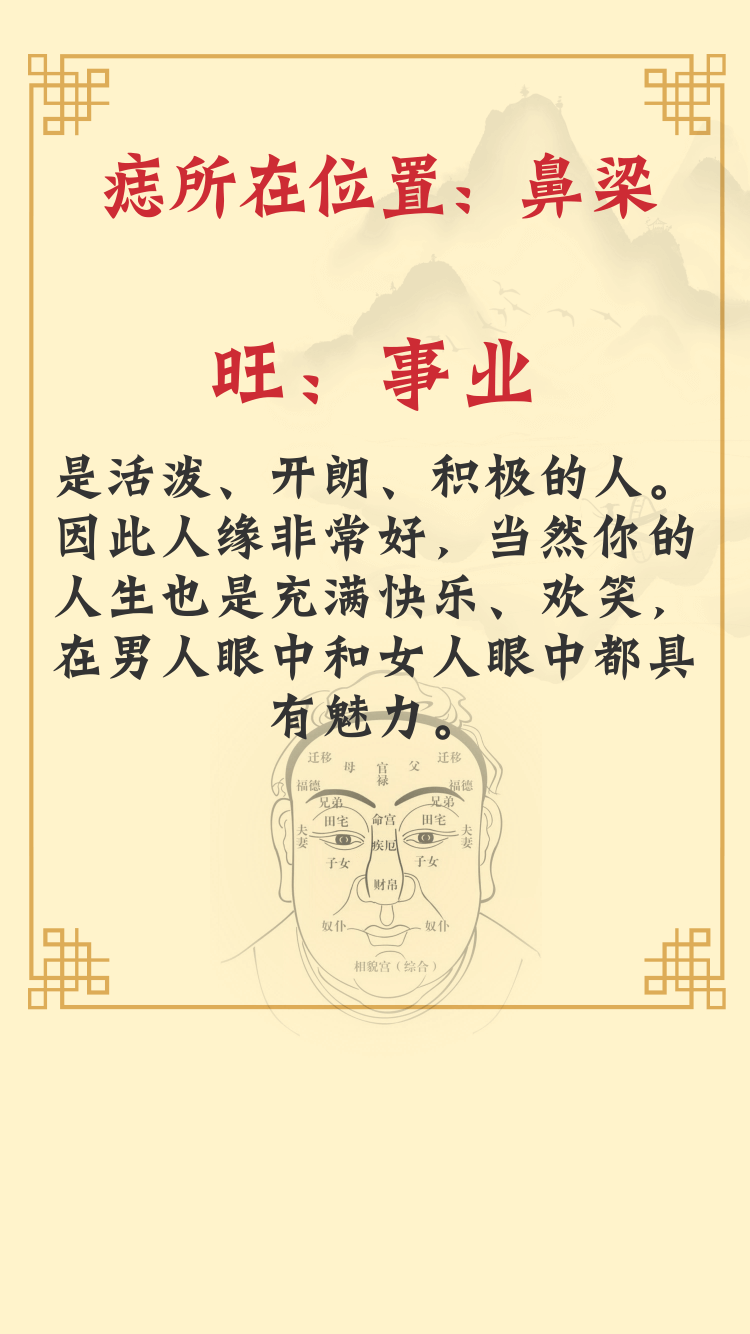 痣所在位置：鼻梁
旺：事业
是活泼、开朗、积极的人。
因此人缘非常好，当然你的
人生也是充满快乐、欢笑，
在男人眼中和女人眼中都具
有魅力。
迁移 母 官禄 父 迁移
福德 福德
兄弟 兄弟
田宅 命宫 田宅
夫妻 疾厄 夫妻
子女 子女
财帛
奴仆 奴仆
相貌宫（综合）